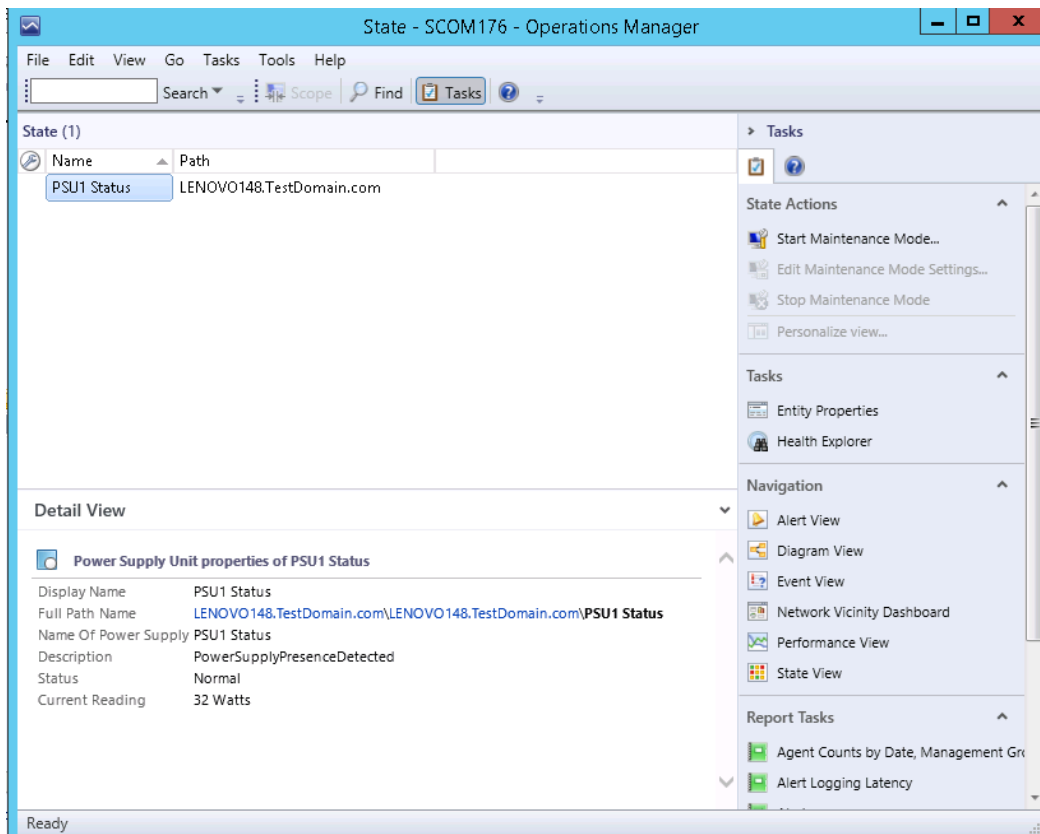 State - SCOM176 - Operations Manager
File Edit View Go Tasks Tools Help
Search Scope Find Tasks
State (1)
Name Path
PSU1 Status LENOVO148.TestDomain.com
Detail View
Power Supply Unit properties of PSU1 Status
Display Name PSU1 Status
Full Path Name LENOVO148.TestDomain.com\LENOVO148.TestDomain.com\PSU1 Status
Name Of Power Supply PSU1 Status
Description PowerSupplyPresenceDetected
Status Normal
Current Reading 32 Watts
Tasks
State Actions
Start Maintenance Mode...
Edit Maintenance Mode Settings...
Stop Maintenance Mode
Personalize view...
Tasks
Entity Properties
Health Explorer
Navigation
Alert View
Diagram View
Event View
Network Vicinity Dashboard
Performance View
State View
Report Tasks
Agent Counts by Date, Management Gro
Alert Logging Latency
Ready